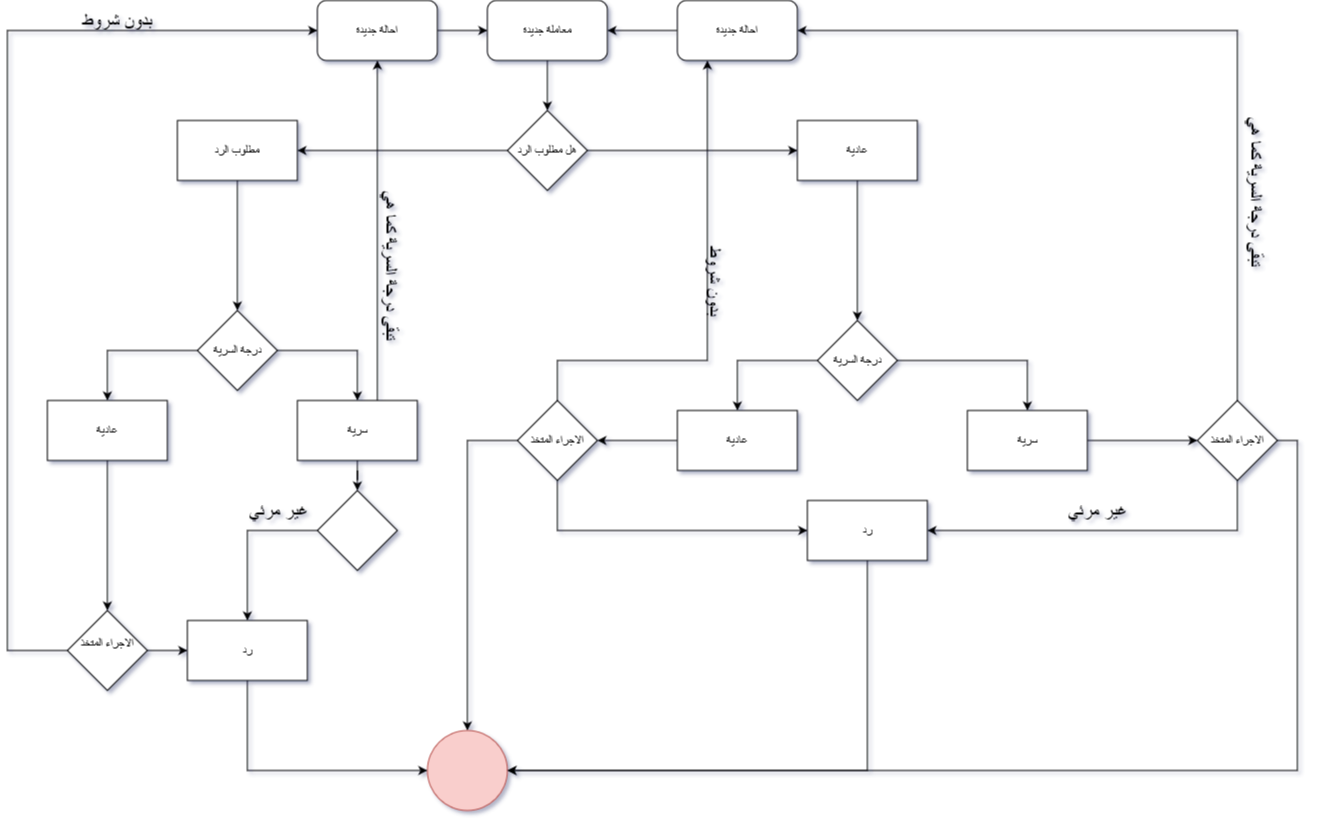 بدون شروط
احالة جديدة
معاملة جديدة
احالة جديدة
مطلوب الرد
هل مطلوب الرد
عادية
تبقى درجة السرية كما هي
تبقى درجة السرية كما هي
بدون شروط
درجة السرية
درجة السرية
عادية
سرية
الاجراء المتخذ
عادية
سرية
الاجراء المتخذ
غير مرئي
رد
غير مرئي
الاجراء المتخذ
رد